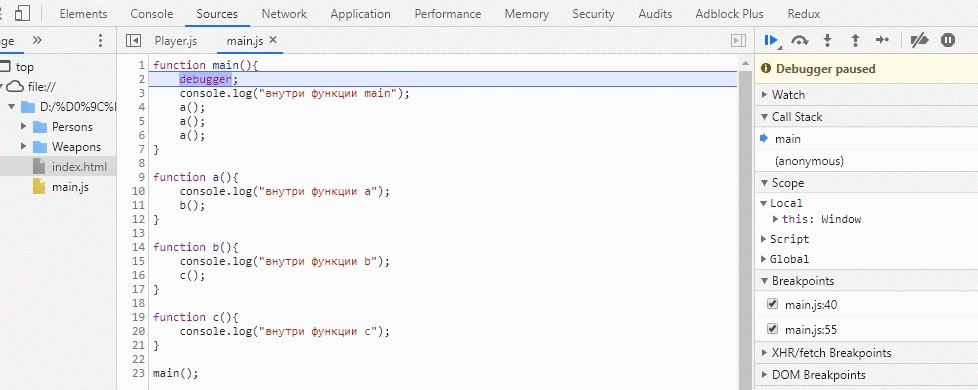 Elements Console Sources Network Application Performance Memory Security Audits Adblock Plus Redux
ge » Player.js main.js ×
top
file://
D:/%D0%9C%I
Persons
Weapons
index.html
main.js
1 function main(){
2 debugger;
3 console.log("внутри функции main");
4 a();
5 a();
6 a();
7 }
8
9 function a(){
10 console.log("внутри функции a");
11 b();
12 }
13
14 function b(){
15 console.log("внутри функции b");
16 c();
17 }
18
19 function c(){
20 console.log("внутри функции c");
21 }
22
23 main();
Debugger paused
Watch
Call Stack
main
(anonymous)
Scope
Local
this: Window
Script
Global
Breakpoints
main.js:40
main.js:55
XHR/fetch Breakpoints
DOM Breakpoints